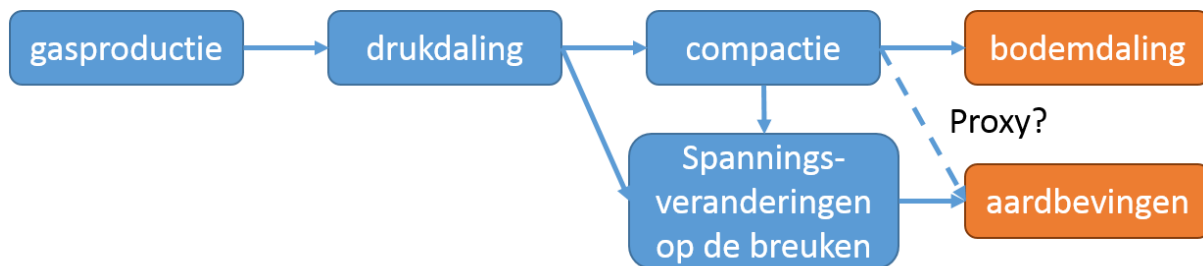 gasproductie
drukdaling
compactie
bodemdaling
Proxy?
Spannings-
veranderingen
op de breuken
aardbevingen